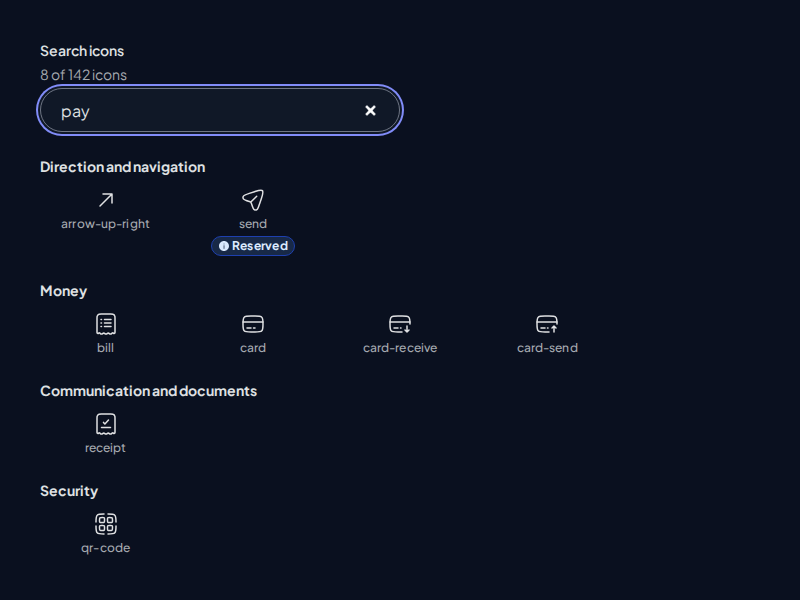 Search icons
8 of 142 icons
pay
Direction and navigation
arrow-up-right
send
Reserved
Money
bill
card
card-receive
card-send
Communication and documents
receipt
Security
qr-code